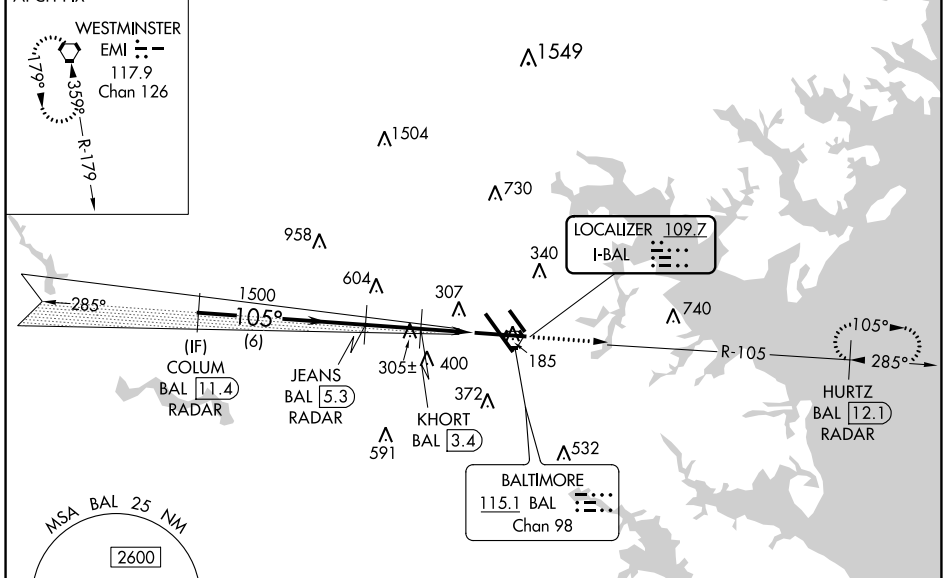 WESTMINSTER
EMI
117.9
Chan 126
179°
359°
R-179
1549
1504
730
958
604
340
307
LOCALIZER 109.7
I-BAL
740
1500
285°
105°
(6)
(IF)
COLUM
BAL 11.4
RADAR
JEANS
BAL 5.3
RADAR
305±
400
KHORT
BAL 3.4
372
591
185
532
R-105
105°
285°
HURTZ
BAL 12.1
RADAR
BALTIMORE
115.1 BAL
Chan 98
MSA BAL 25 NM
2600